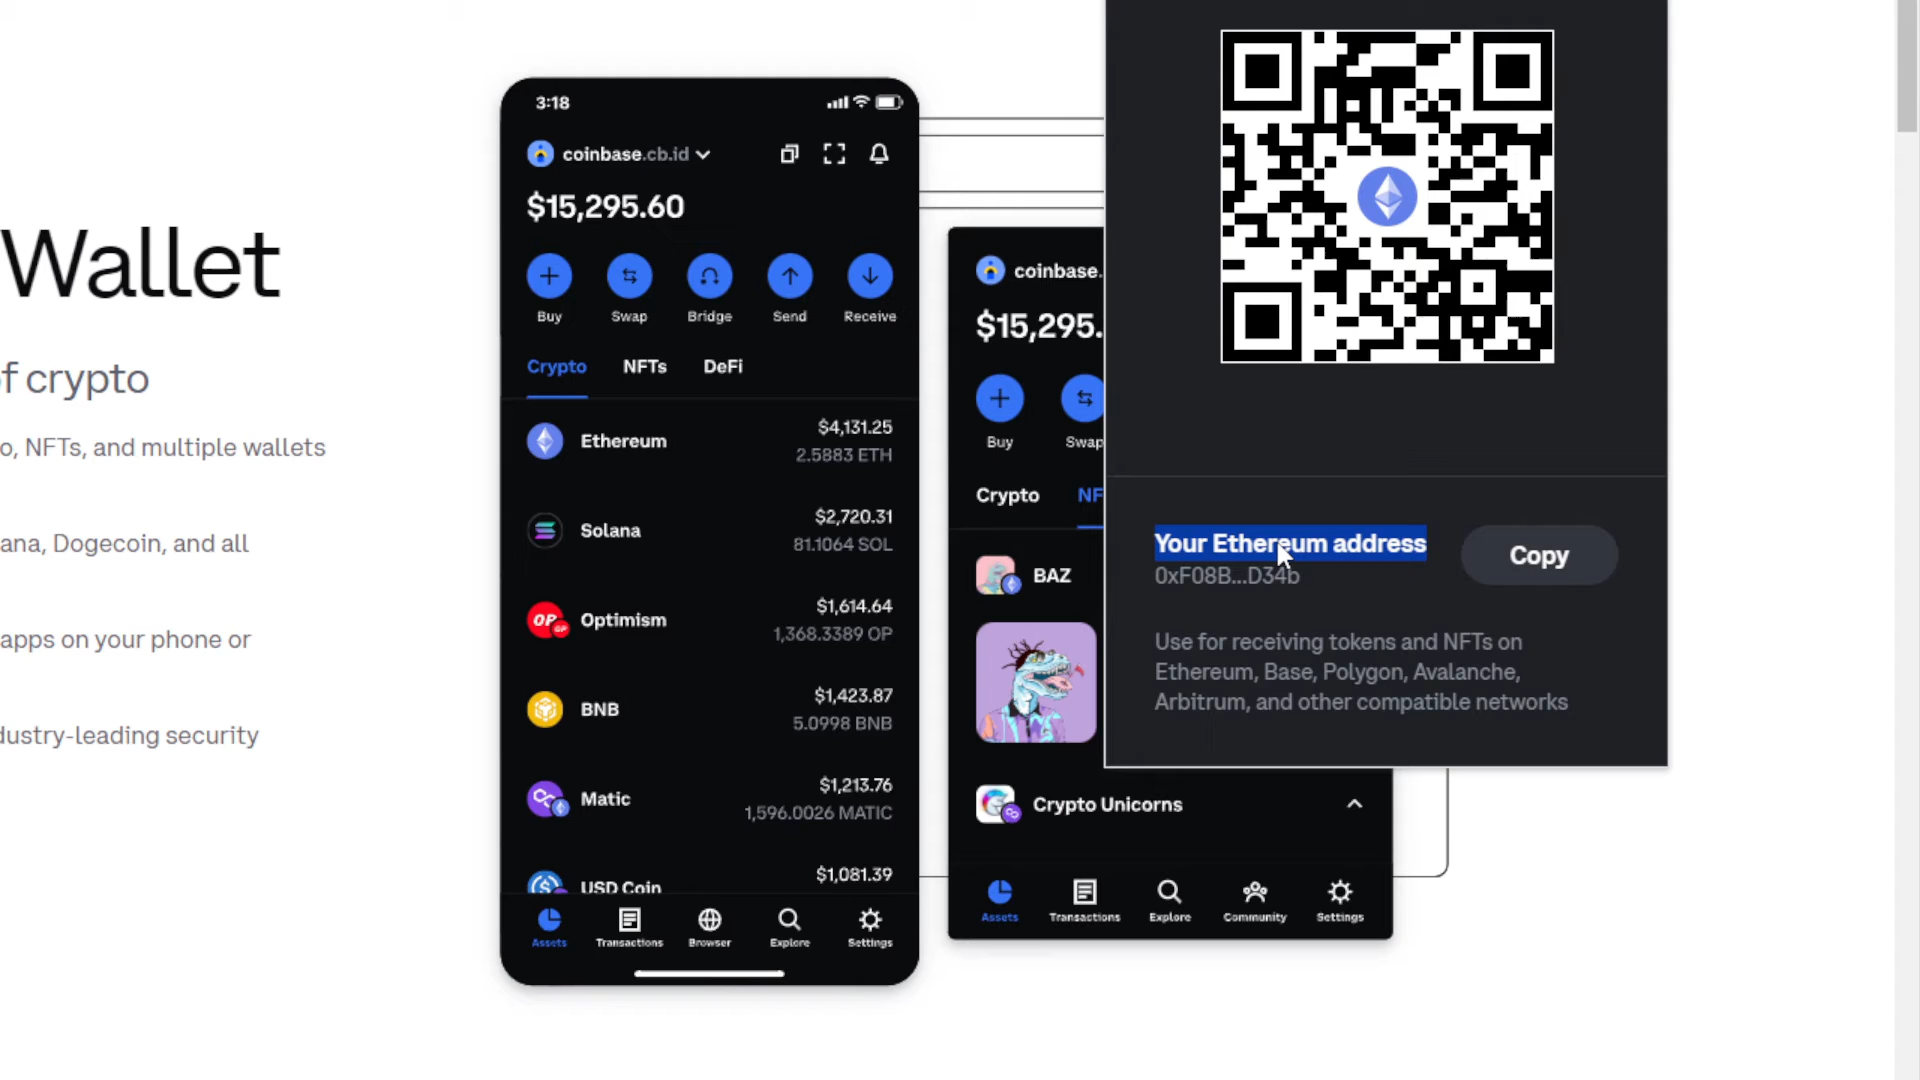 Wallet
of crypto
o, NFTs, and multiple wallets
ana, Dogecoin, and all
apps on your phone or
dustry-leading security
3:18
coinbase.cb.id
$15,295.60
Buy
Swap
Bridge
Send
Receive
Crypto
NFTs
DeFi
Ethereum
$4,131.25
2.5883 ETH
Solana
$2,720.31
81.1064 SOL
OP
OP
Optimism
$1,614.64
1,368.3389 OP
BNB
$1,423.87
5.0998 BNB
Matic
$1,213.76
1,596.0026 MATIC
USD Coin
$1,081.39
Assets
Transactions
Browser
Explore
Settings
coinbase.
$15,295.
Buy
Swap
Crypto
NF
BAZ
Crypto Unicorns
Assets
Transactions
Explore
Community
Settings
Your Ethereum address
0xF08B...D34b
Copy
Use for receiving tokens and NFTs on
Ethereum, Base, Polygon, Avalanche,
Arbitrum, and other compatible networks